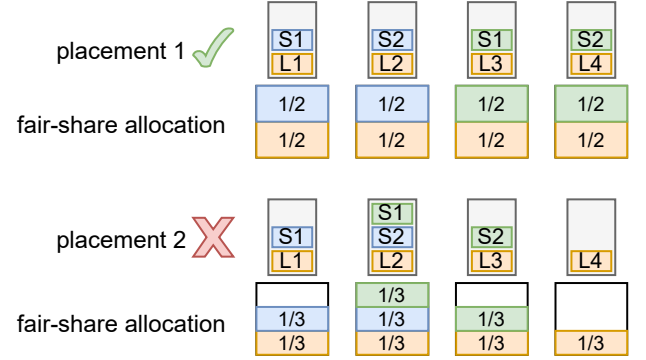 placement 1
S1 S2 S1 S2
L1 L2 L3 L4
fair-share allocation
1/2 1/2 1/2 1/2
1/2 1/2 1/2 1/2
placement 2
S1
S1 S2 S2
L1 L2 L3 L4
fair-share allocation
1/3
1/3 1/3 1/3
1/3 1/3 1/3 1/3